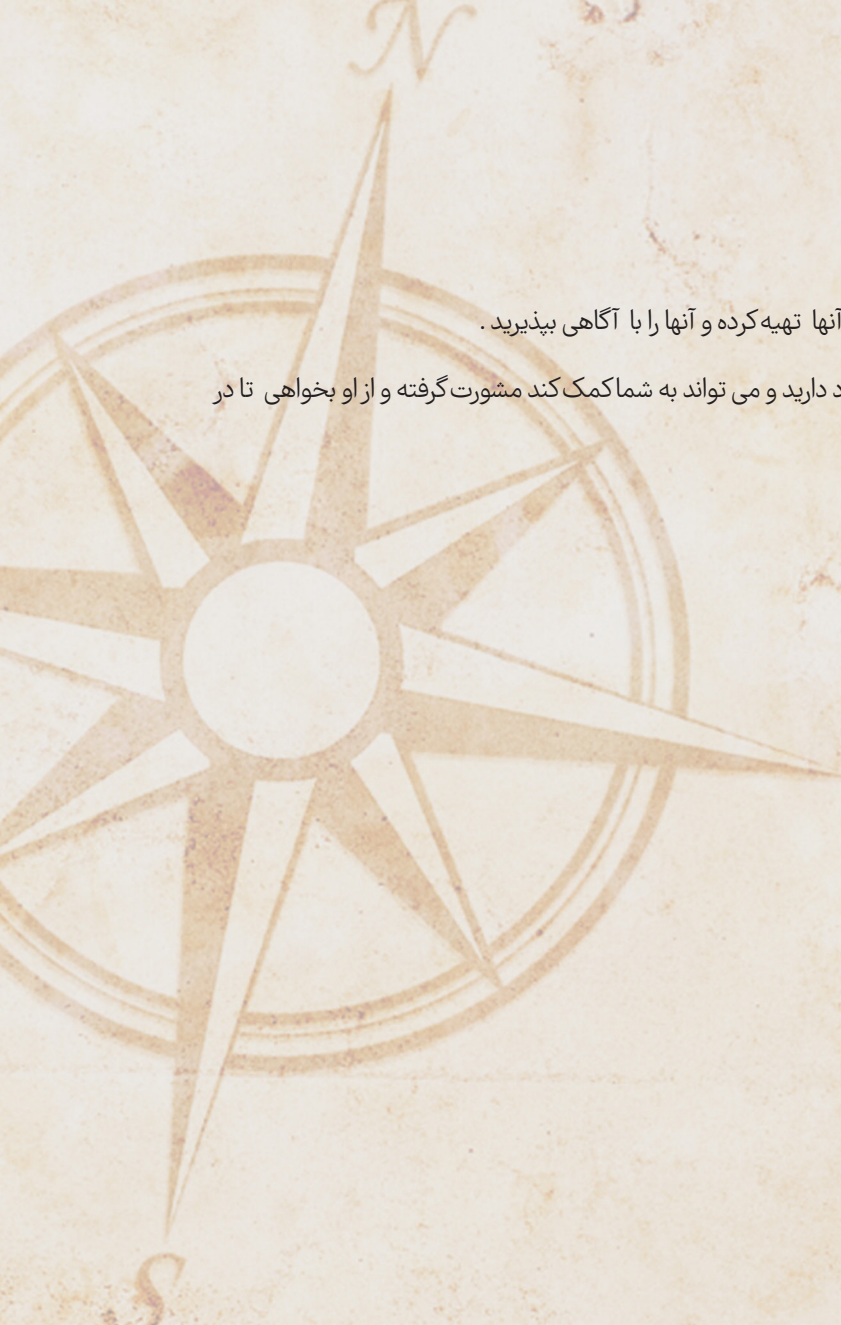 N
آنها تهیه کرده و آنها را با آگاهی بپذیرید .
دارید و می تواند به شما کمک کند مشورت گرفته و از او بخواهی تا در
S